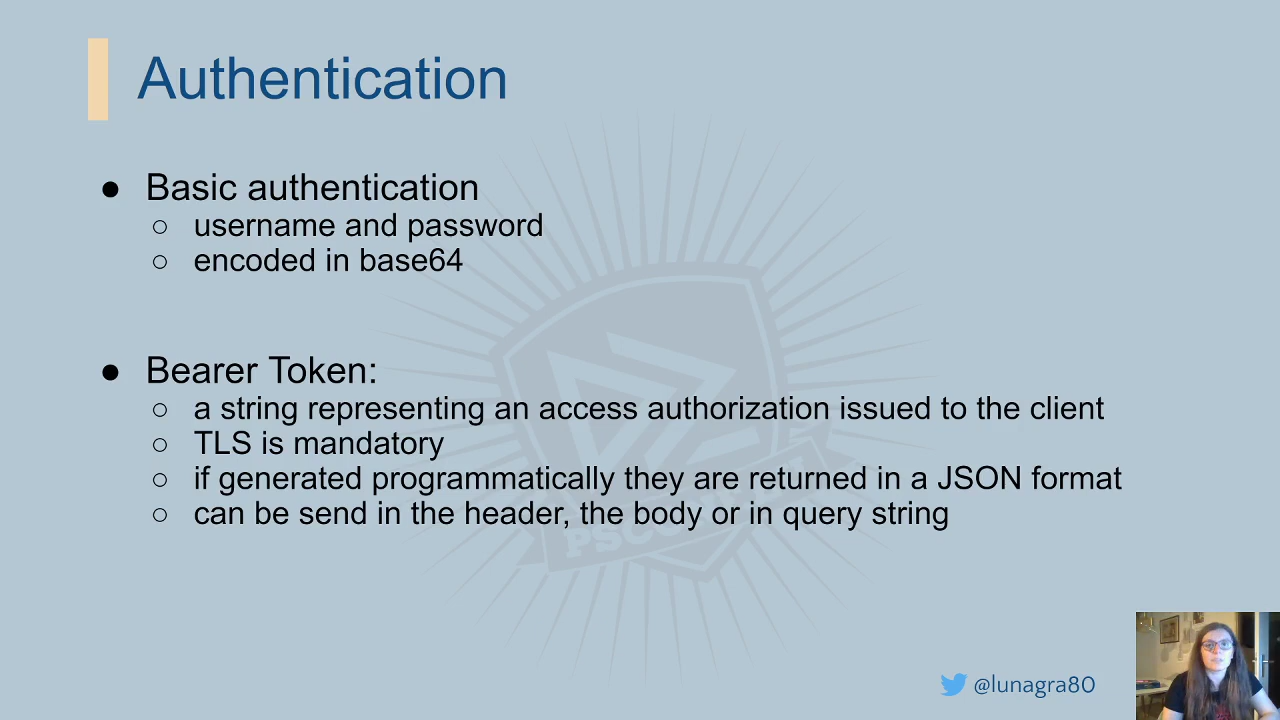 Authentication
● Basic authentication
○ username and password
○ encoded in base64
● Bearer Token:
○ a string representing an access authorization issued to the client
○ TLS is mandatory
○ if generated programmatically they are returned in a JSON format
○ can be send in the header, the body or in query string
@lunagra80